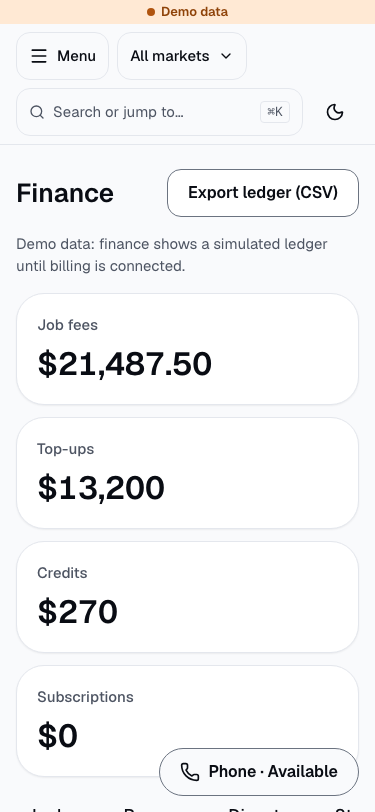 Demo data
Menu
All markets
Search or jump to...
⌘K
Finance
Export ledger (CSV)
Demo data: finance shows a simulated ledger
until billing is connected.
Job fees
$21,487.50
Top-ups
$13,200
Credits
$270
Subscriptions
$0
Phone · Available